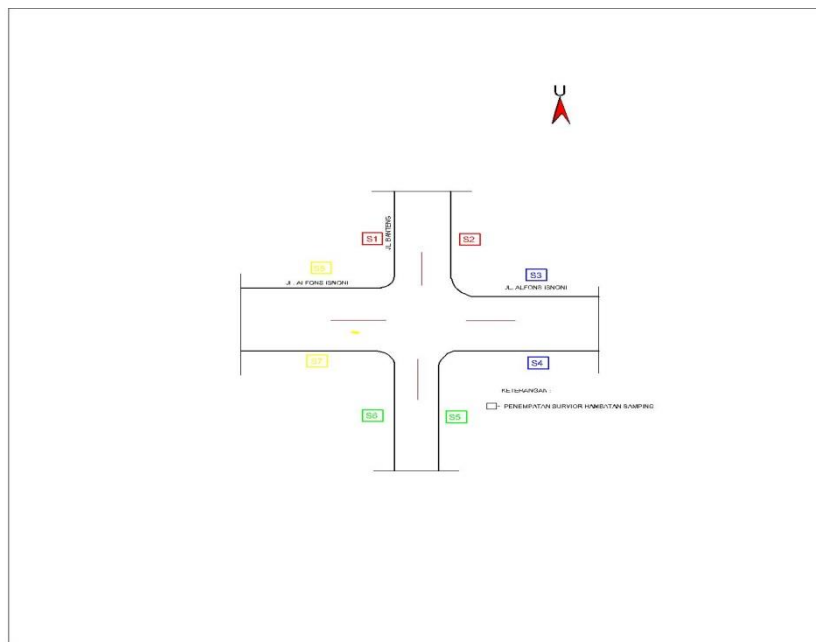 U
S1
JL BANTENG
S2
S3
JL. ALFONS ISNONI
JL. ALFONS ISNONI
S7
S4
KETERANGAN :
PENEMPATAN SURVIOR HAMBATAN SAMPING
S6
S5